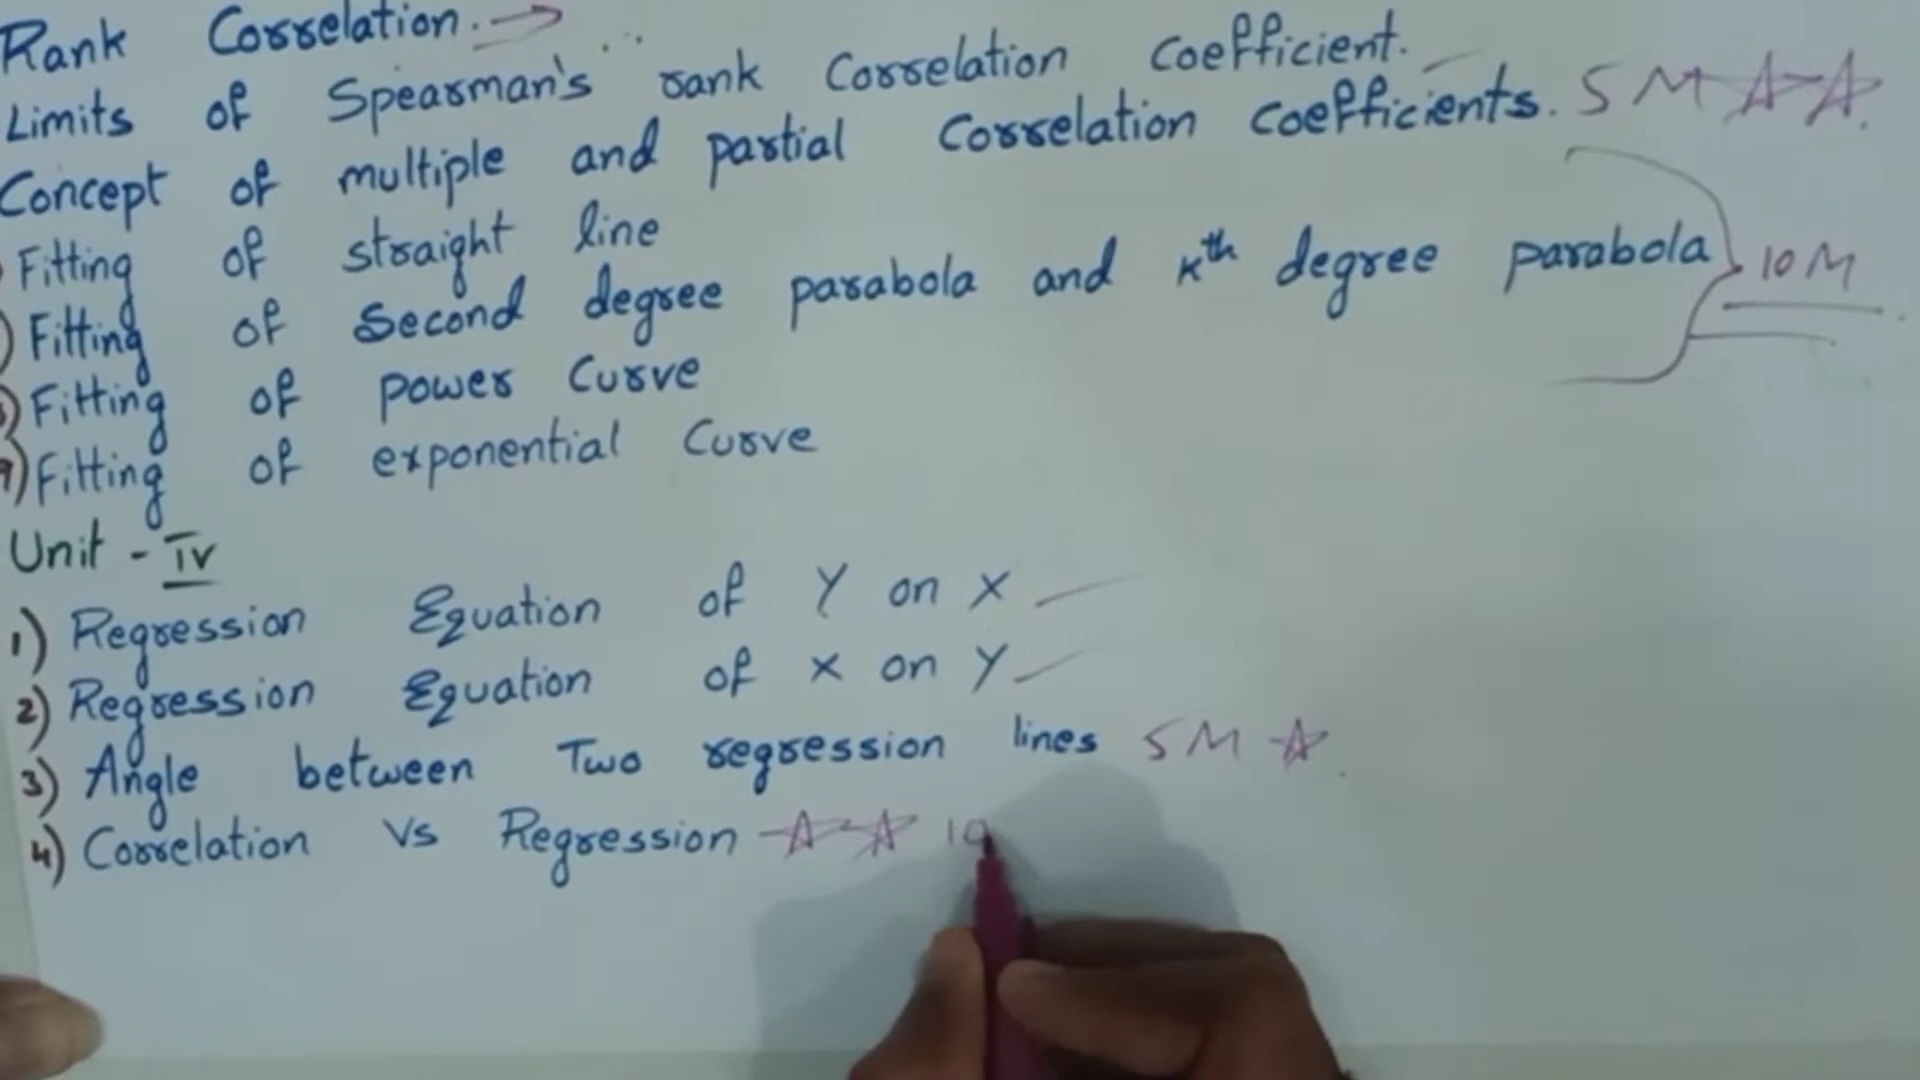 Rank Correlation.
Limits of Spearman's rank Correlation Coefficient.
Concept of multiple and partial Correlation Coefficients. 5M
Fitting of straight line
Fitting of Second degree parabola and Kth degree parabola 10M
Fitting of power Curve
Fitting of exponential Curve
Unit - IV
1) Regression Equation of Y on X
2) Regression Equation of X on Y
3) Angle between Two regression lines 5M
4) Correlation Vs Regression 10